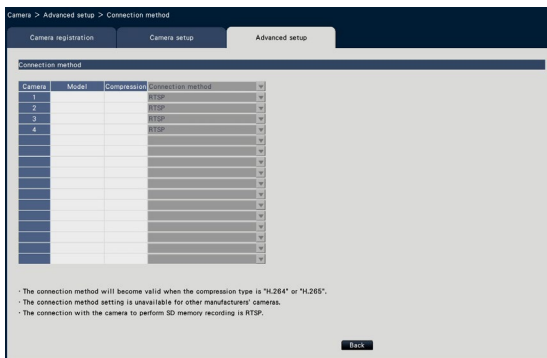 Camera > Advanced setup > Connection method
Camera registration Camera setup Advanced setup
Connection method
Camera Model Compression Connection method
1 RTSP
2 RTSP
3 RTSP
4 RTSP
· The connection method will become valid when the compression type is "H.264" or "H.265".
· The connection method setting is unavailable for other manufacturers' cameras.
· The connection with the camera to perform SD memory recording is RTSP.
Back